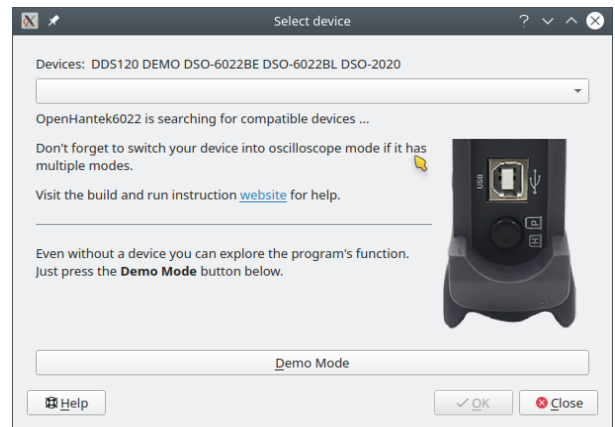 Select device
Devices: DDS120 DEMO DSO-6022BE DSO-6022BL DSO-2020
OpenHantek6022 is searching for compatible devices ...
Don't forget to switch your device into oscilloscope mode if it has
multiple modes.
Visit the build and run instruction website for help.
USB
H P
Even without a device you can explore the program's function.
Just press the Demo Mode button below.
Demo Mode
Help
OK
Close